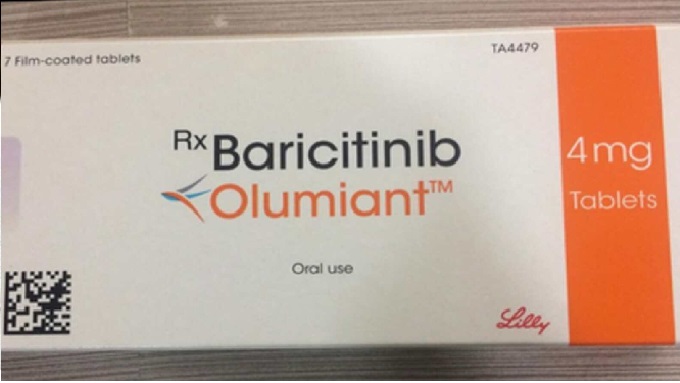 7 Film-coated tablets
TA4479
Rx Baricitinib
Olumiant™
4mg
Tablets
Oral use
Lilly